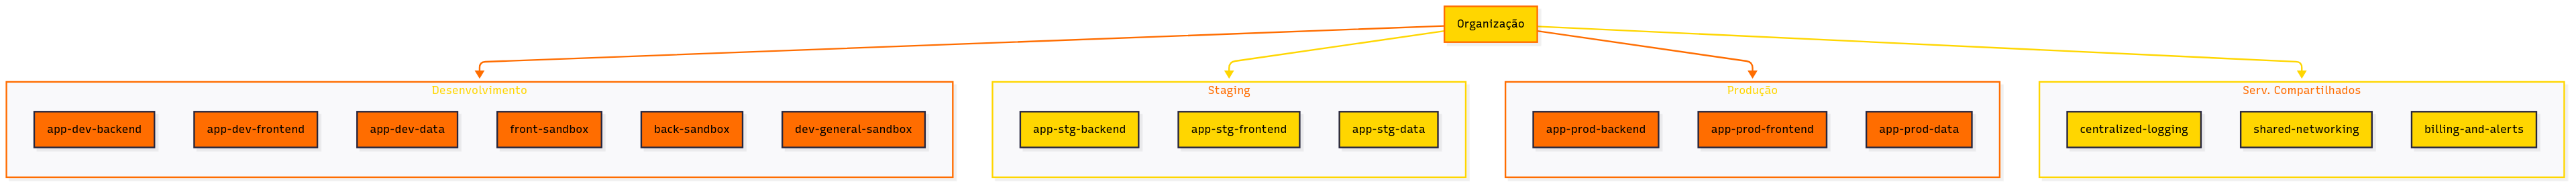 Organização
Desenvolvimento
app-dev-backend
app-dev-frontend
app-dev-data
front-sandbox
back-sandbox
dev-general-sandbox
Staging
app-stg-backend
app-stg-frontend
app-stg-data
Produção
app-prod-backend
app-prod-frontend
app-prod-data
Serv. Compartilhados
centralized-logging
shared-networking
billing-and-alerts